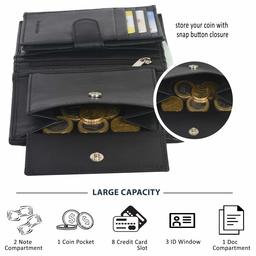 store your coin with
snap button closure
LARGE CAPACITY
2 Note
Compartment
1 Coin Pocket
8 Credit Card
Slot
3 ID Window
1 Doc
Compartment